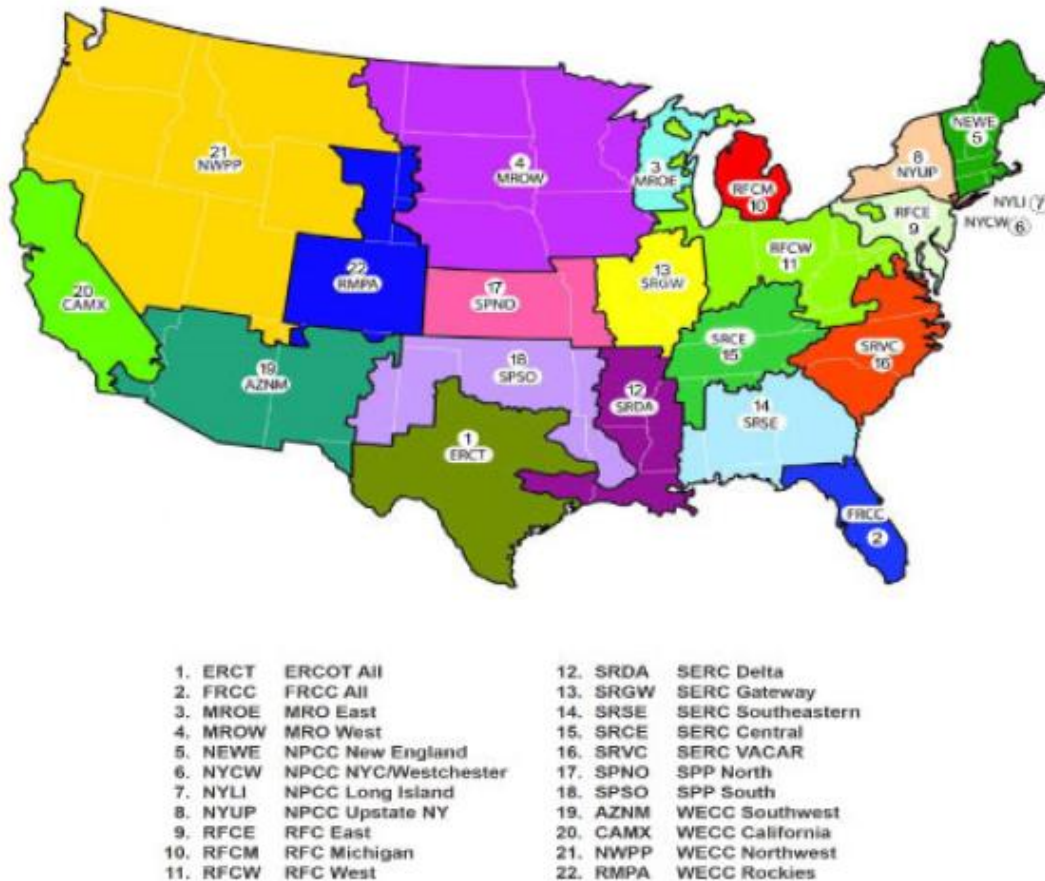 21
NWPP
4
MROW
3
MROE
RFCM
10
NEWE
5
8
NYUP
NYLI 7
NYCW 6
RFCE
9
RFCW
11
20
CAMX
22
RMPA
17
SPNO
13
SRGW
SRCE
15
SRVC
16
19
AZNM
18
SPSO
12
SRDA
14
SRSE
1
ERCT
FRCC
2
1. ERCT ERCOT All
2. FRCC FRCC All
3. MROE MRO East
4. MROW MRO West
5. NEWE NPCC New England
6. NYCW NPCC NYC/Westchester
7. NYLI NPCC Long Island
8. NYUP NPCC Upstate NY
9. RFCE RFC East
10. RFCM RFC Michigan
11. RFCW RFC West
12. SRDA SERC Delta
13. SRGW SERC Gateway
14. SRSE SERC Southeastern
15. SRCE SERC Central
16. SRVC SERC VACAR
17. SPNO SPP North
18. SPSO SPP South
19. AZNM WECC Southwest
20. CAMX WECC California
21. NWPP WECC Northwest
22. RMPA WECC Rockies